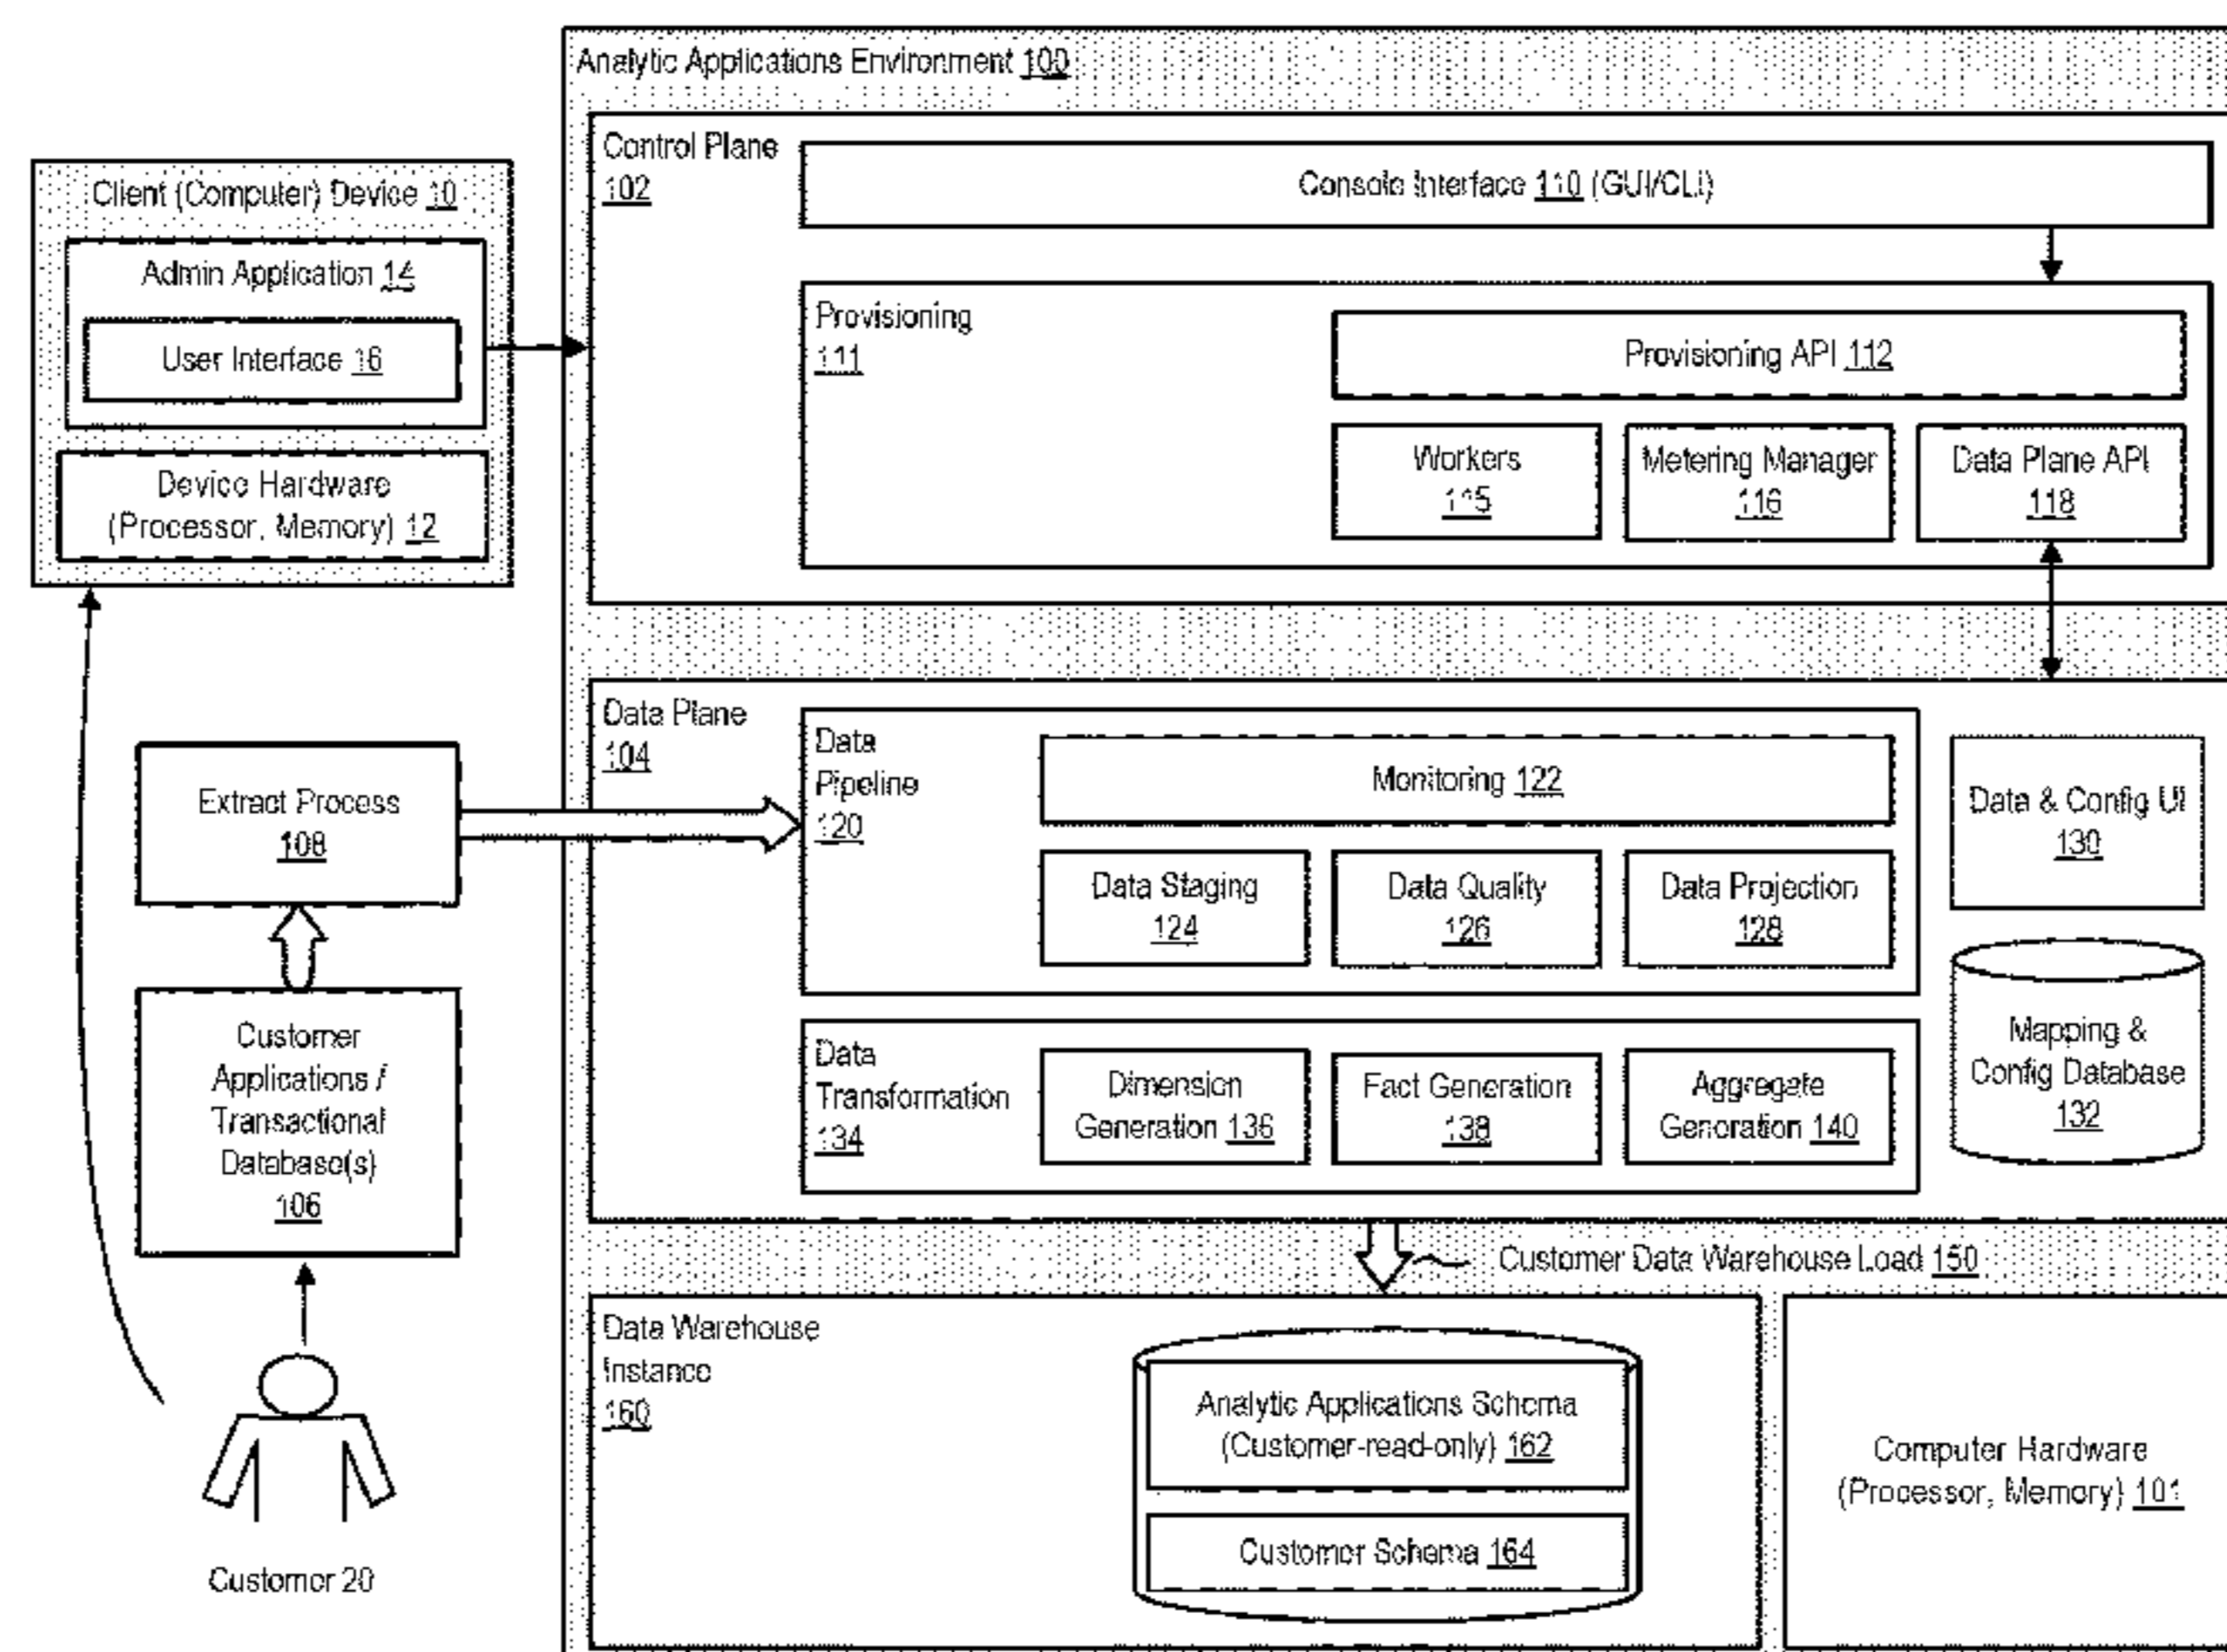 Analytic Applications Environment 100
Control Plane
102
Console Interface 110 (GUI/CLI)
Client (Computer) Device 10
Admin Application 14
User Interface 16
Device Hardware
(Processor, Memory) 12
Provisioning
111
Provisioning API 112
Workers
115
Metering Manager
116
Data Plane API
118
Data Plane
104
Data
Pipeline
120
Monitoring 122
Data Staging
124
Data Quality
126
Data Projection
128
Data & Config UI
130
Mapping &
Config Database
132
Extract Process
108
Customer
Applications /
Transactional
Database(s)
106
Data
Transformation
134
Dimension
Generation 136
Fact Generation
138
Aggregate
Generation 140
Customer Data Warehouse Load 150
Data Warehouse
Instance
160
Analytic Applications Schema
(Customer-read-only) 162
Customer Schema 164
Computer Hardware
(Processor, Memory) 101
Customer 20